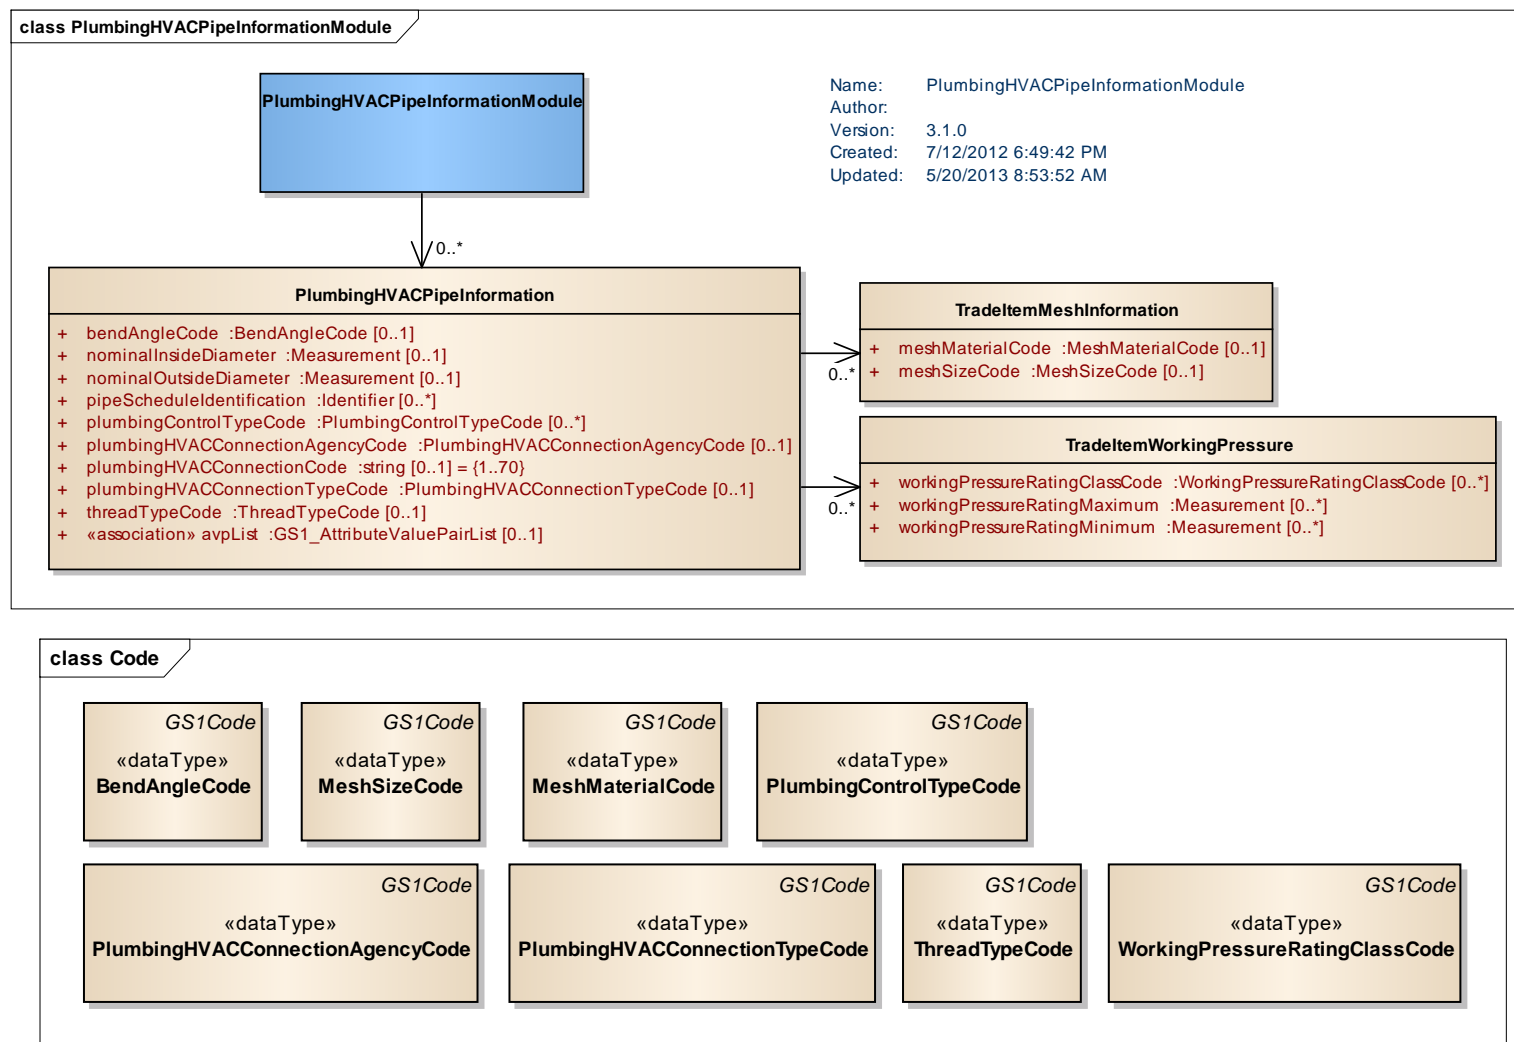 class PlumbingHVACPipeInformationModule
PlumbingHVACPipeInformationModule
Name: PlumbingHVACPipeInformationModule
Author:
Version: 3.1.0
Created: 7/12/2012 6:49:42 PM
Updated: 5/20/2013 8:53:52 AM
0..*
PlumbingHVACPipeInformation
+ bendAngleCode :BendAngleCode [0..1]
+ nominalInsideDiameter :Measurement [0..1]
+ nominalOutsideDiameter :Measurement [0..1]
+ pipeScheduleIdentification :Identifier [0..*]
+ plumbingControlTypeCode :PlumbingControlTypeCode [0..*]
+ plumbingHVACConnectionAgencyCode :PlumbingHVACConnectionAgencyCode [0..1]
+ plumbingHVACConnectionCode :string [0..1] = {1..70}
+ plumbingHVACConnectionTypeCode :PlumbingHVACConnectionTypeCode [0..1]
+ threadTypeCode :ThreadTypeCode [0..1]
+ «association» avpList :GS1_AttributeValuePairList [0..1]
0..*
TradeItemMeshInformation
+ meshMaterialCode :MeshMaterialCode [0..1]
+ meshSizeCode :MeshSizeCode [0..1]
0..*
TradeItemWorkingPressure
+ workingPressureRatingClassCode :WorkingPressureRatingClassCode [0..*]
+ workingPressureRatingMaximum :Measurement [0..*]
+ workingPressureRatingMinimum :Measurement [0..*]
class Code
GS1Code
«dataType»
BendAngleCode
GS1Code
«dataType»
MeshSizeCode
GS1Code
«dataType»
MeshMaterialCode
GS1Code
«dataType»
PlumbingControlTypeCode
GS1Code
«dataType»
PlumbingHVACConnectionAgencyCode
GS1Code
«dataType»
PlumbingHVACConnectionTypeCode
GS1Code
«dataType»
ThreadTypeCode
GS1Code
«dataType»
WorkingPressureRatingClassCode